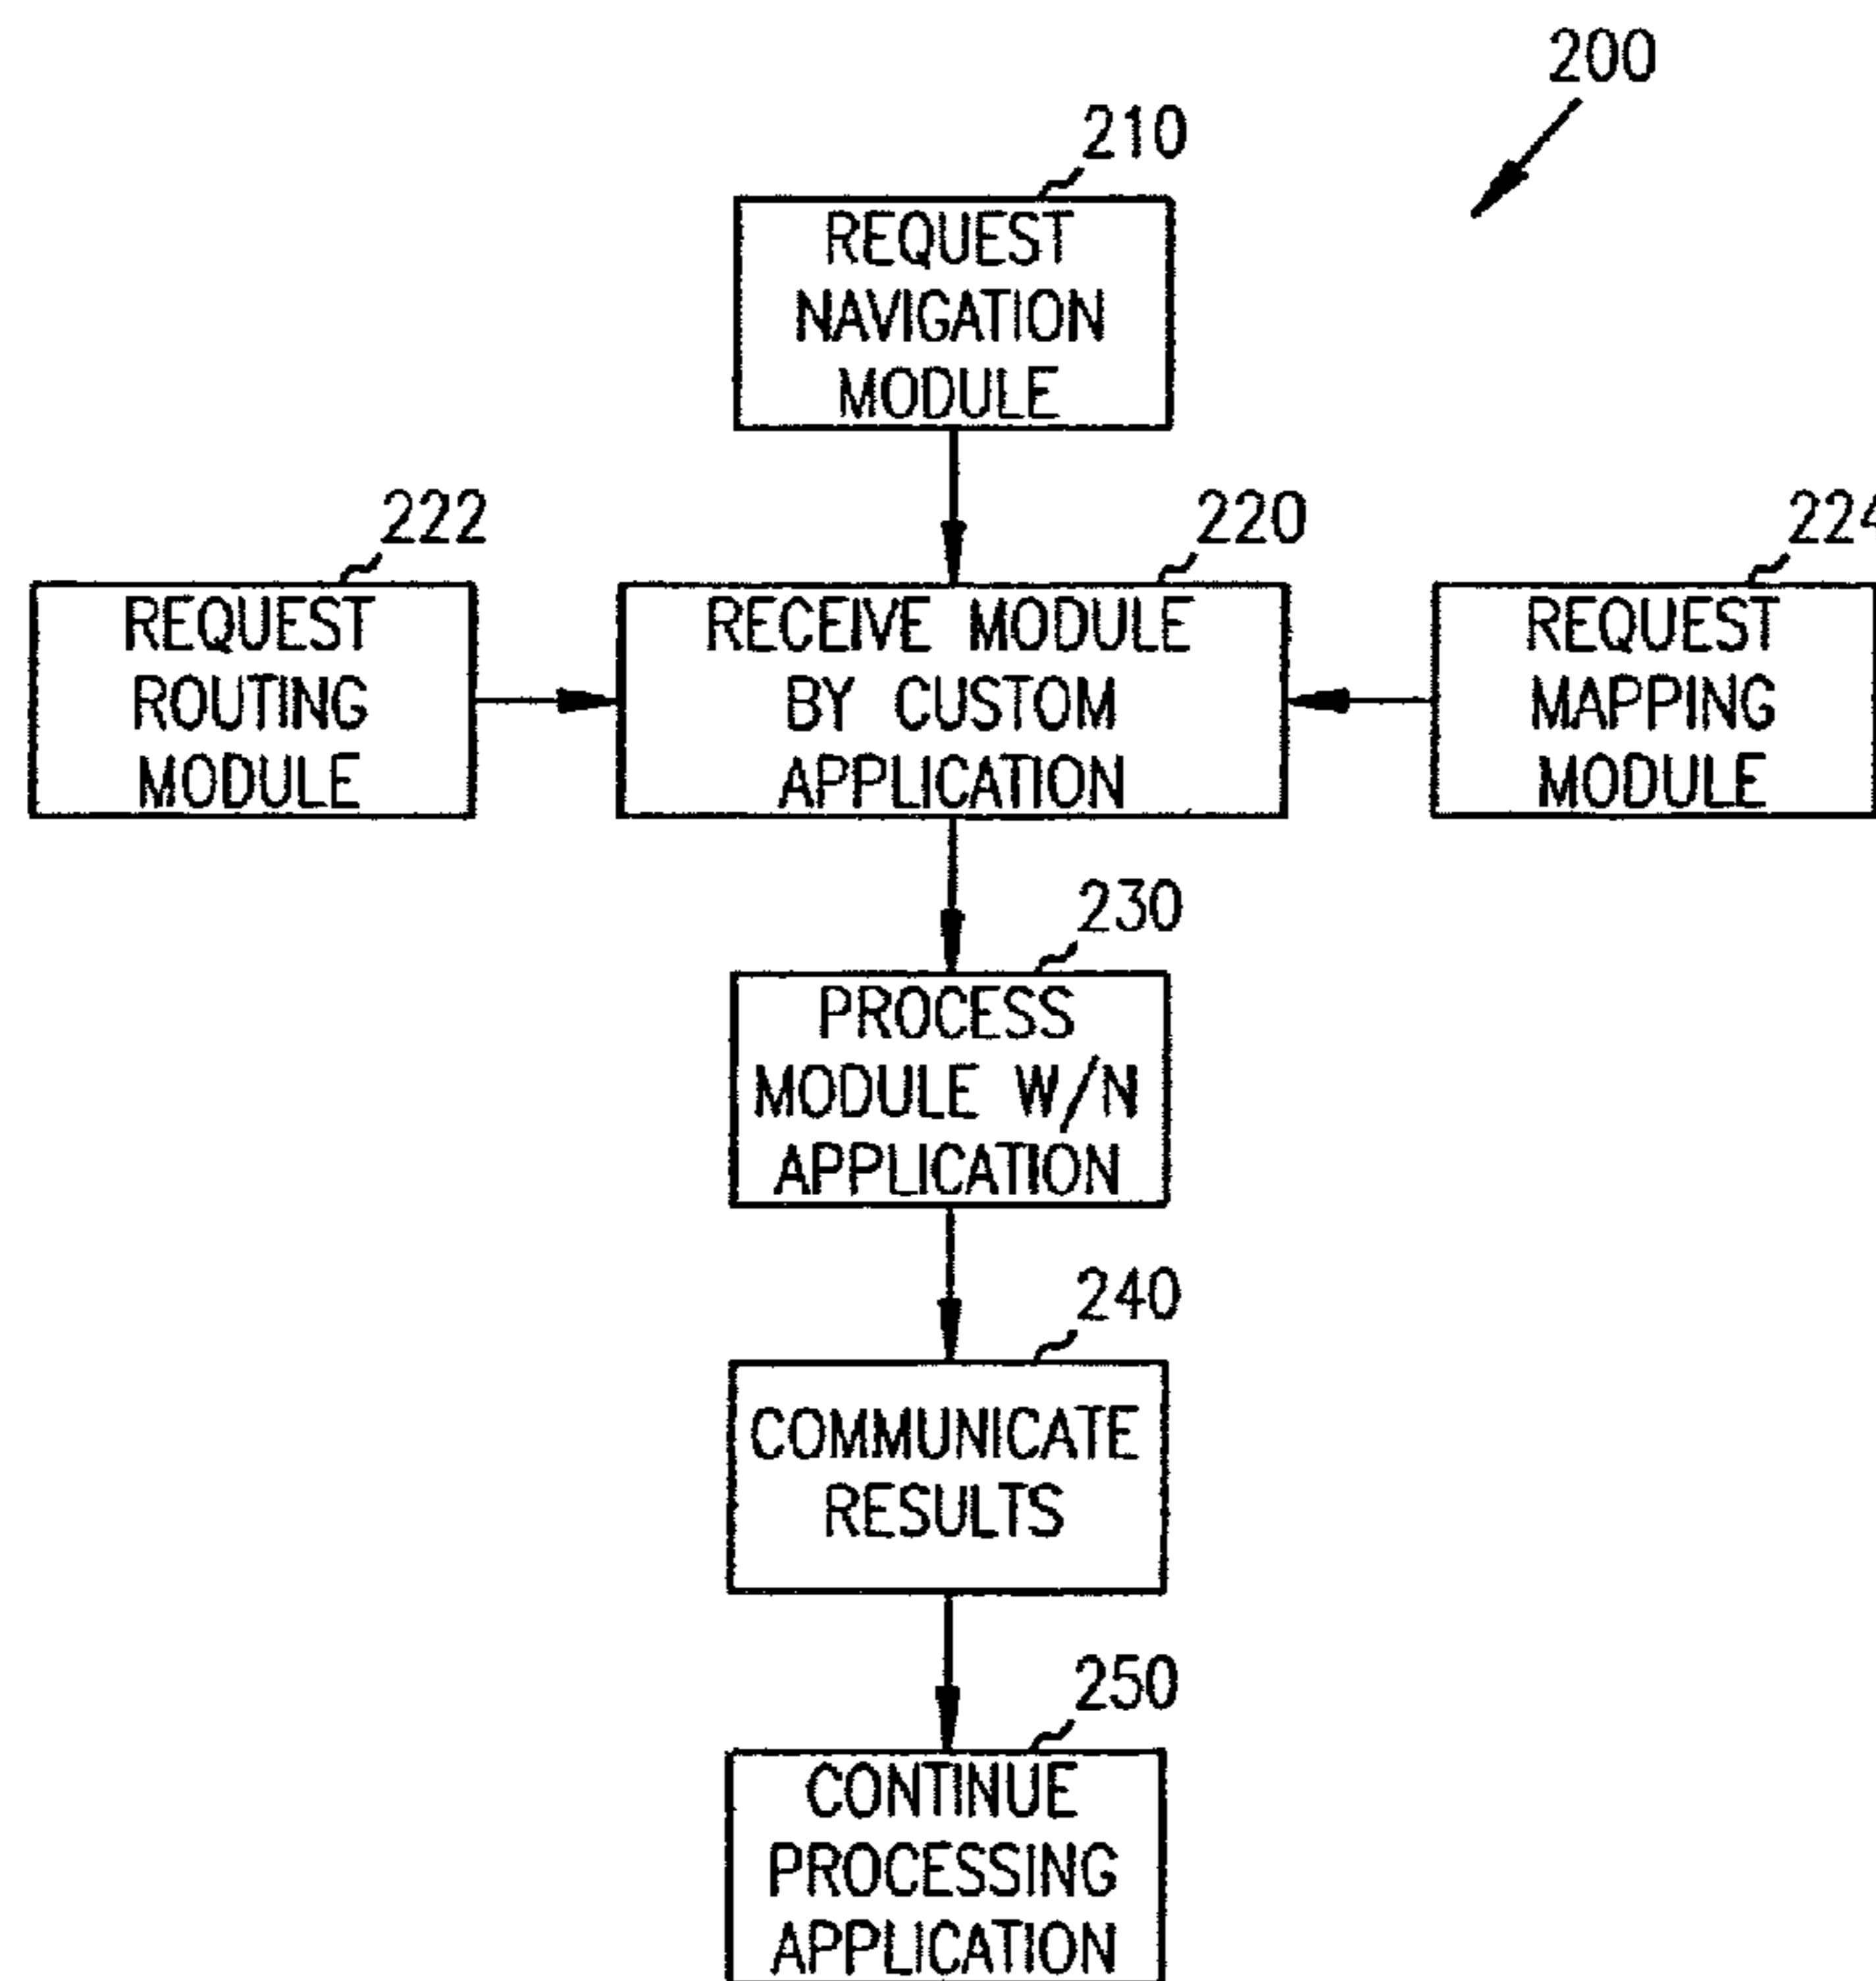 200
210
REQUEST
NAVIGATION
MODULE
222
REQUEST
ROUTING
MODULE
220
RECEIVE MODULE
BY CUSTOM
APPLICATION
224
REQUEST
MAPPING
MODULE
230
PROCESS
MODULE W/N
APPLICATION
240
COMMUNICATE
RESULTS
250
CONTINUE
PROCESSING
APPLICATION